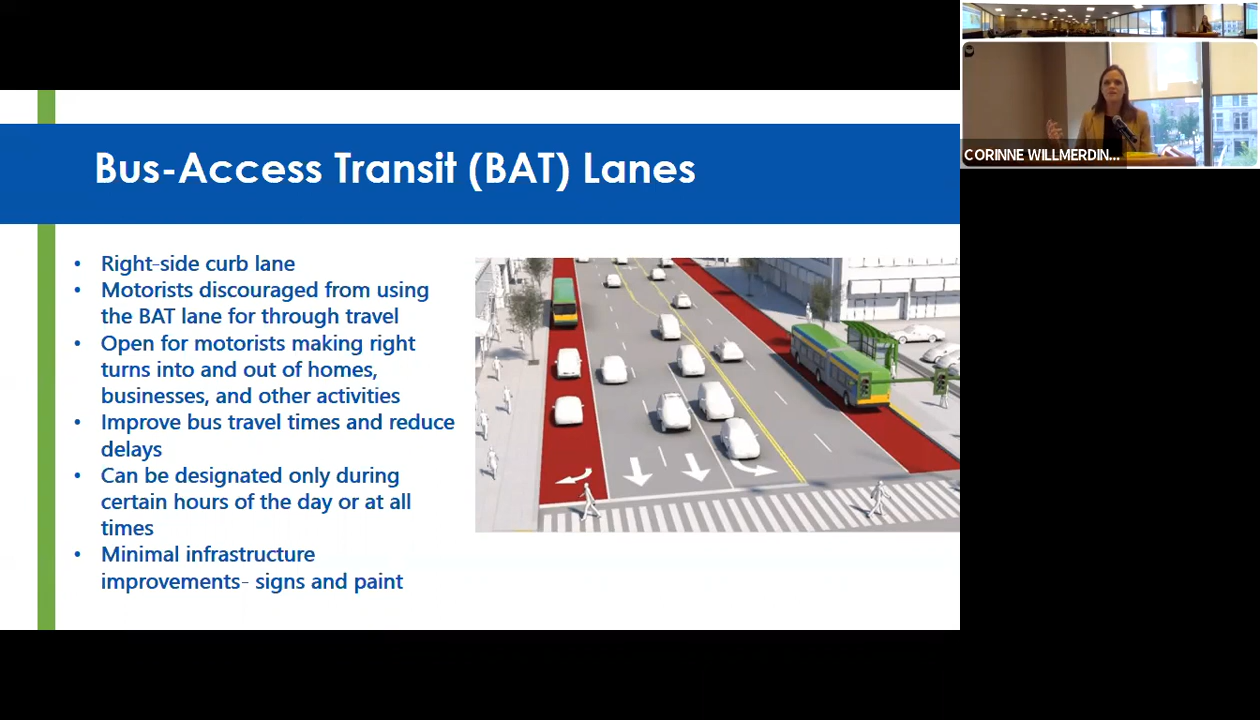 Bus-Access Transit (BAT) Lanes
• Right-side curb lane
• Motorists discouraged from using
the BAT lane for through travel
• Open for motorists making right
turns into and out of homes,
businesses, and other activities
• Improve bus travel times and reduce
delays
• Can be designated only during
certain hours of the day or at all
times
• Minimal infrastructure
improvements- signs and paint
CORINNE WILLMERDIN...